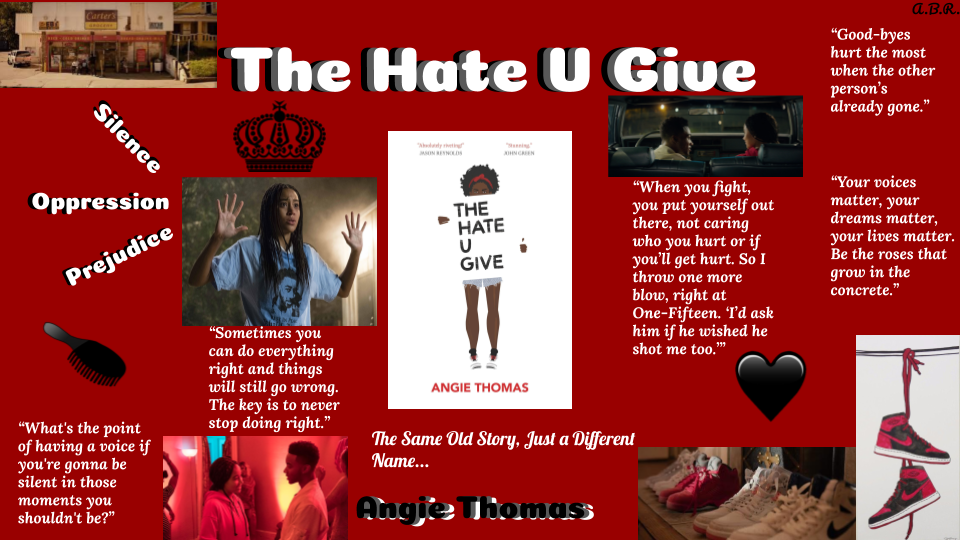 A.B.R.
Carter's
The Hate U Give
“Good-byes
hurt the most
when the other
person’s
already gone.”
Silence
Oppression
Prejudice
"Absolutely riveting!"
JASON REYNOLDS
"Stunning."
JOHN GREEN
THE
HATE
U
GIVE
ANGIE THOMAS
“When you fight,
you put yourself out
there, not caring
who you hurt or if
you’ll get hurt. So I
throw one more
blow, right at
One-Fifteen. ‘I’d ask
him if he wished he
shot me too.’”
“Your voices
matter, your
dreams matter,
your lives matter.
Be the roses that
grow in the
concrete.”
“Sometimes you
can do everything
right and things
will still go wrong.
The key is to never
stop doing right.”
“What's the point
of having a voice if
you're gonna be
silent in those
moments you
shouldn't be?”
The Same Old Story, Just a Different
Name...
Angie Thomas